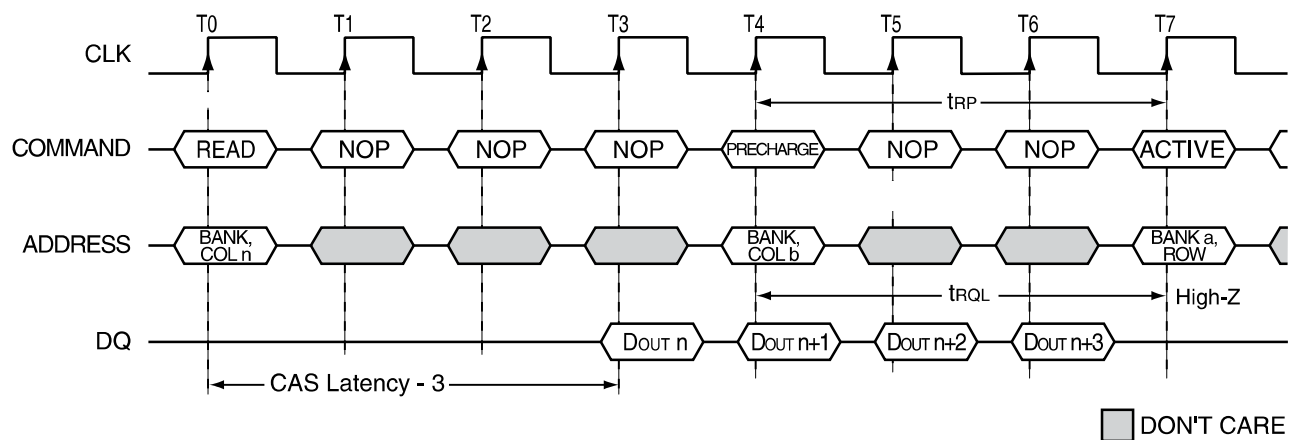 T0 T1 T2 T3 T4 T5 T6 T7
CLK
tRP
COMMAND READ NOP NOP NOP PRECHARGE NOP NOP ACTIVE
ADDRESS BANK, COL n BANK, COL b BANK a, ROW
tRQL High-Z
DQ DOUT n DOUT n+1 DOUT n+2 DOUT n+3
CAS Latency - 3
DON'T CARE